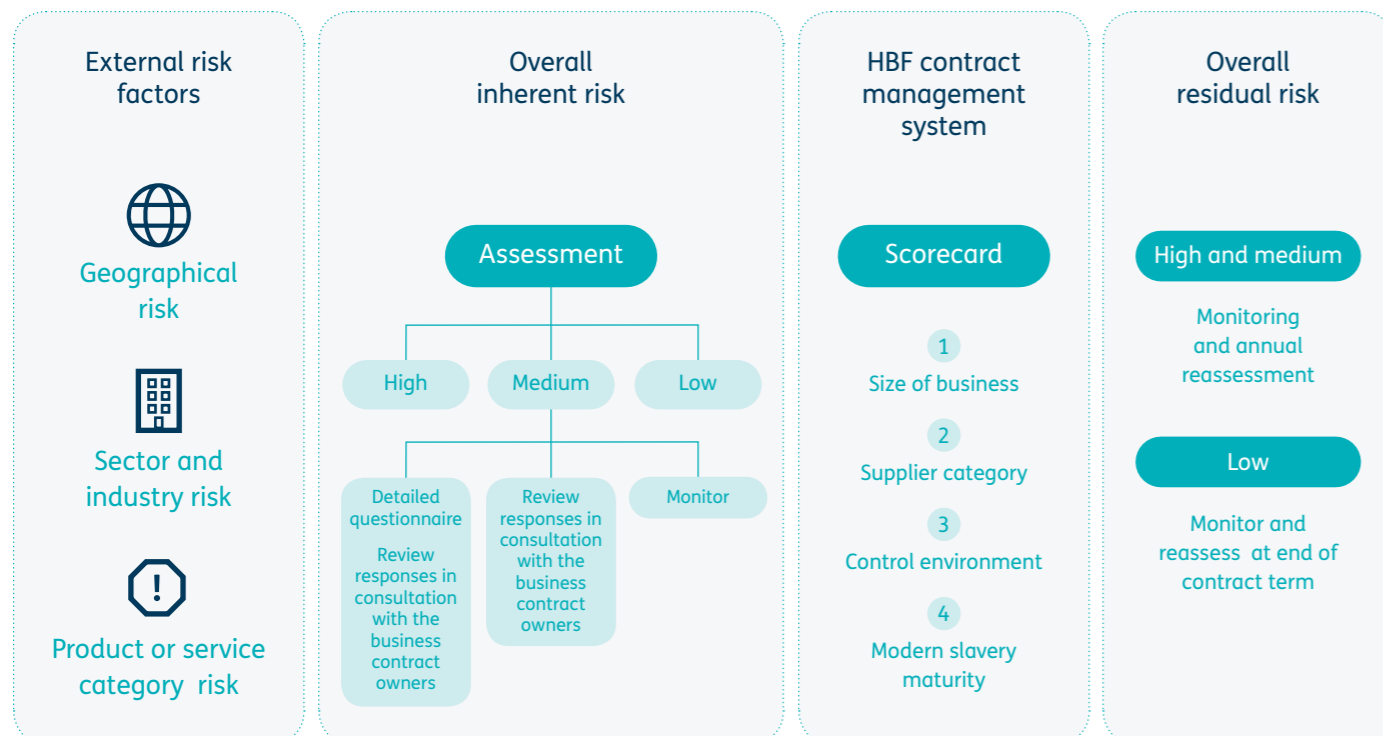 External risk
factors
Geographical
risk
Sector and
industry risk
Product or service
category risk
Overall
inherent risk
Assessment
High
Medium
Low
Detailed
questionnaire
Review
responses in
consultation
with the
business
contract
owners
Review
responses in
consultation
with the
business
contract
owners
Monitor
HBF contract
management
system
Scorecard
1
Size of business
2
Supplier category
3
Control environment
4
Modern slavery
maturity
Overall
residual risk
High and medium
Monitoring
and annual
reassessment
Low
Monitor and
reassess at end of
contract term